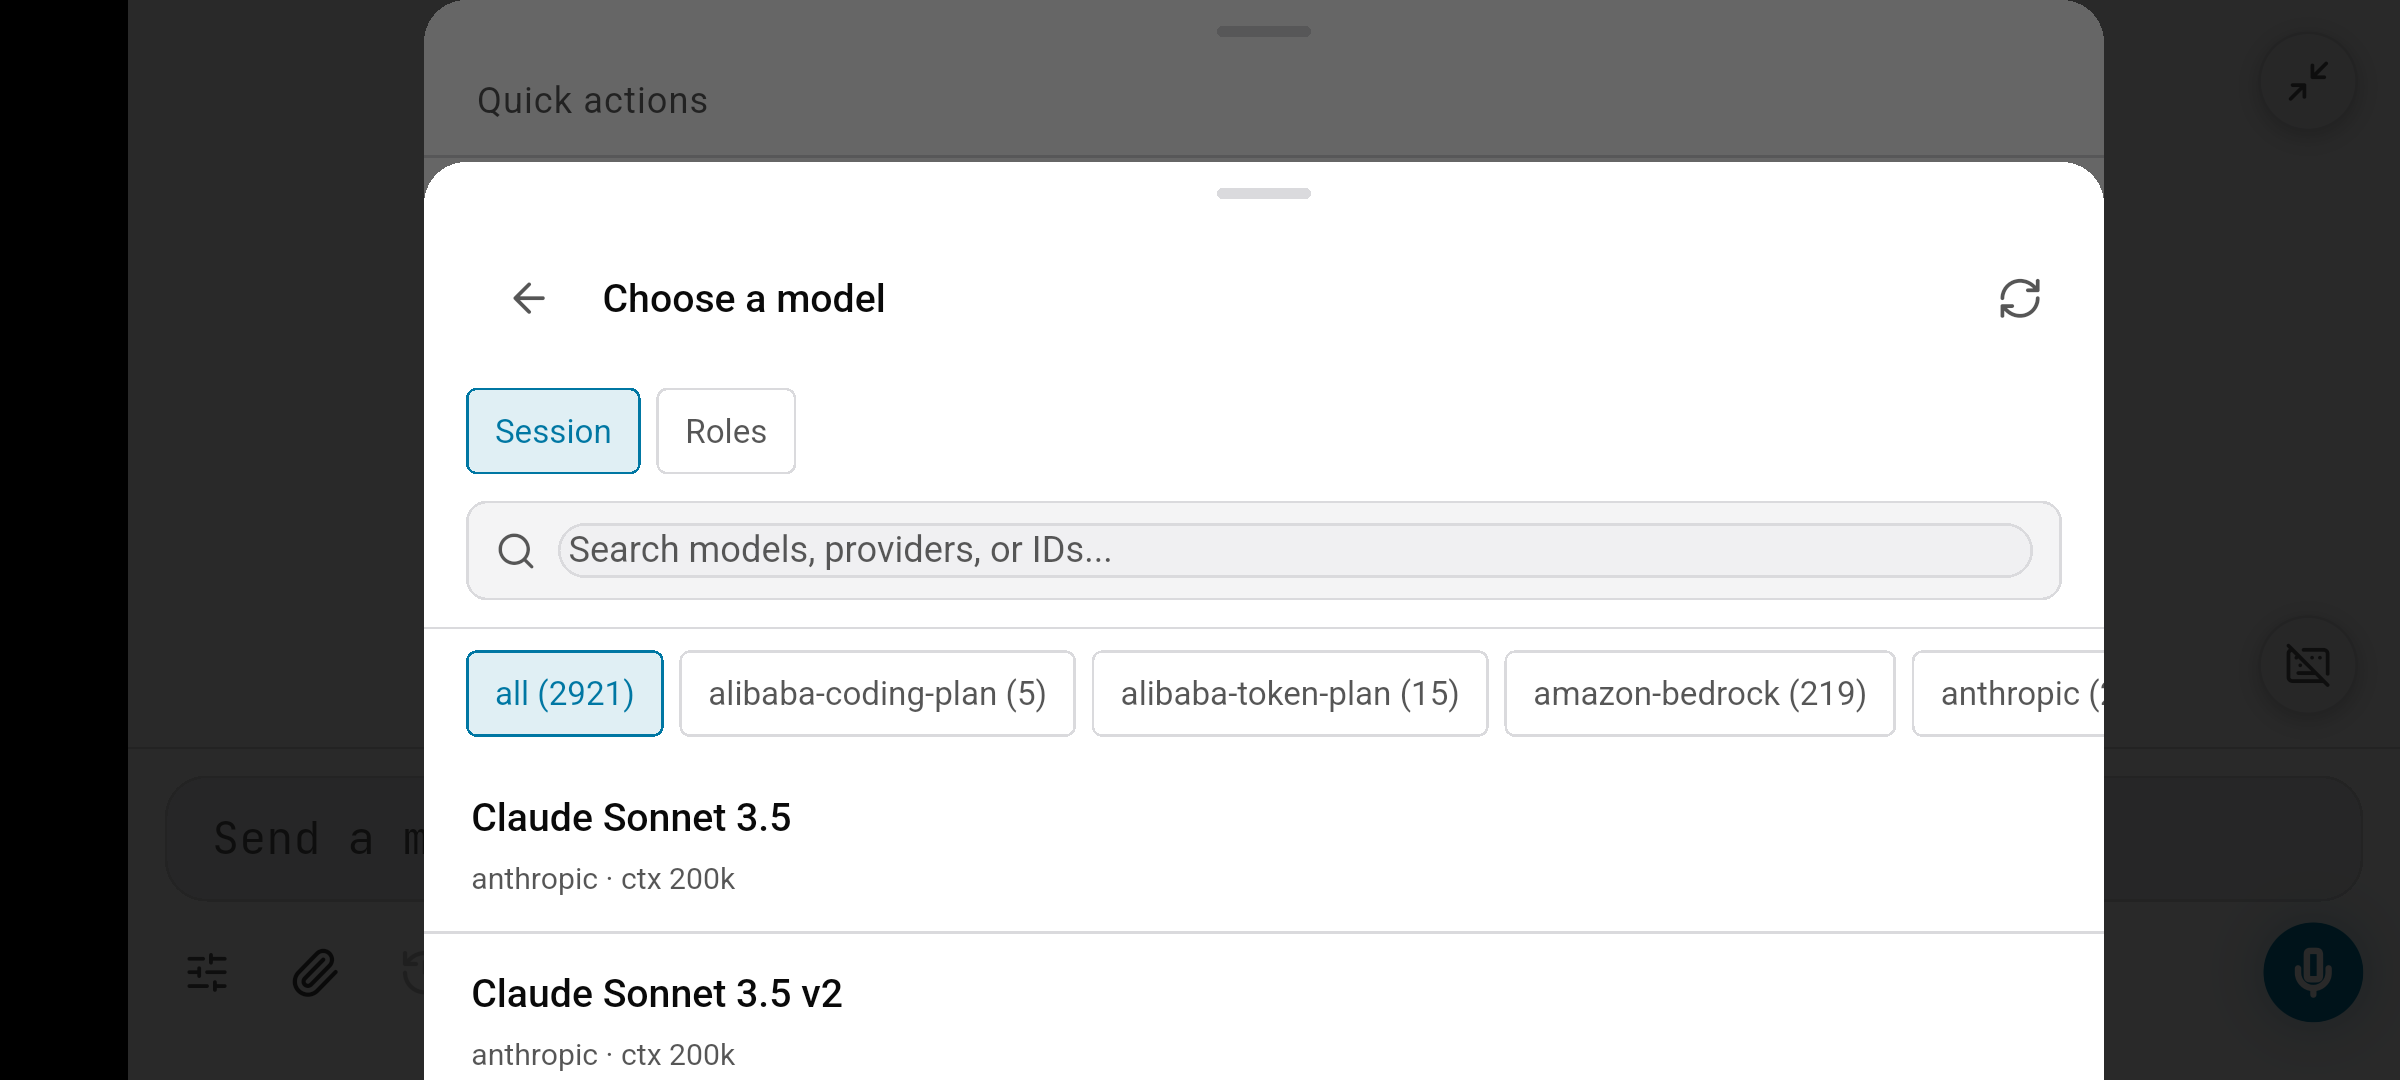 Quick actions
Choose a model
Session Roles
Search models, providers, or IDs...
all (2921) alibaba-coding-plan (5) alibaba-token-plan (15) amazon-bedrock (219) anthropic (
Claude Sonnet 3.5
anthropic · ctx 200k
Send a
Claude Sonnet 3.5 v2
anthropic · ctx 200k